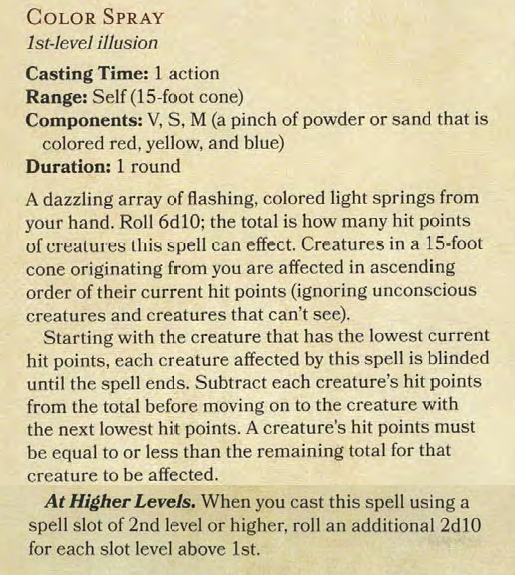 COLOR SPRAY
1st-level illusion
Casting Time: 1 action
Range: Self (15-foot cone)
Components: V, S, M (a pinch of powder or sand that is
colored red, yellow, and blue)
Duration: 1 round
A dazzling array of flashing, colored light springs from
your hand. Roll 6d10; the total is how many hit points
of creatures this spell can effect. Creatures in a 15-foot
cone originating from you are affected in ascending
order of their current hit points (ignoring unconscious
creatures and creatures that can't see).
Starting with the creature that has the lowest current
hit points, each creature affected by this spell is blinded
until the spell ends. Subtract each creature's hit points
from the total before moving on to the creature with
the next lowest hit points. A creature's hit points must
be equal to or less than the remaining total for that
creature to be affected.
At Higher Levels. When you cast this spell using a
spell slot of 2nd level or higher, roll an additional 2d10
for each slot level above 1st.